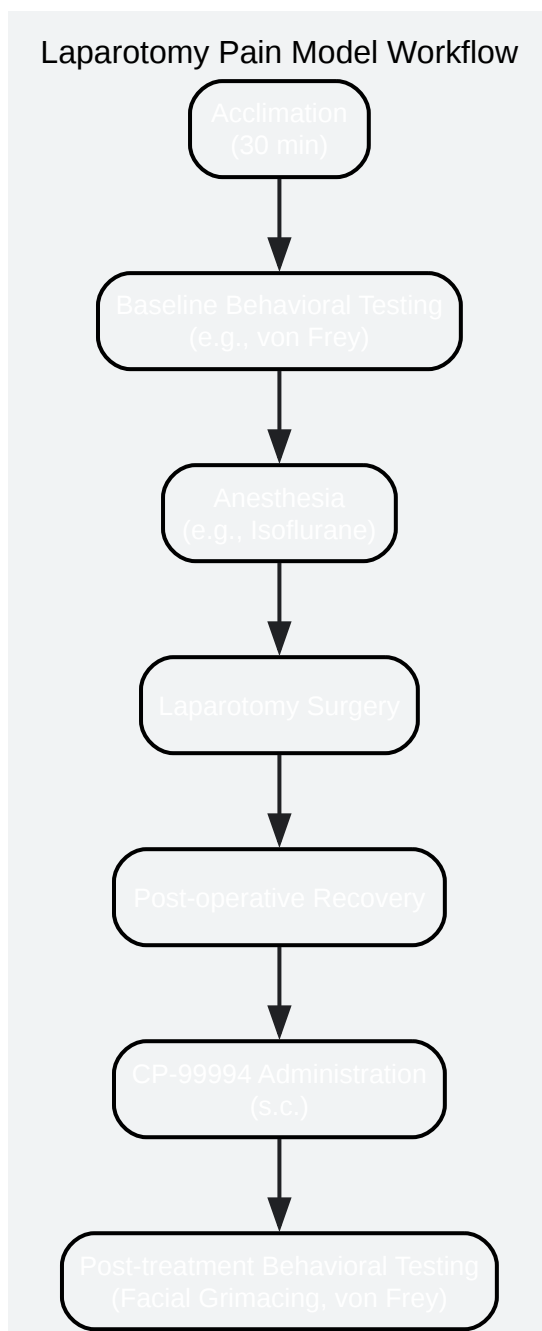 Laparotomy Pain Model Workflow
Acclimation
(30 min)
Baseline Behavioral Testing
(e.g., von Frey)
Anesthesia
(e.g., Isoflurane)
Laparotomy Surgery
Post-operative Recovery
CP-99994 Administration
(s.c.)
Post-treatment Behavioral Testing
(Facial Grimacing, von Frey)